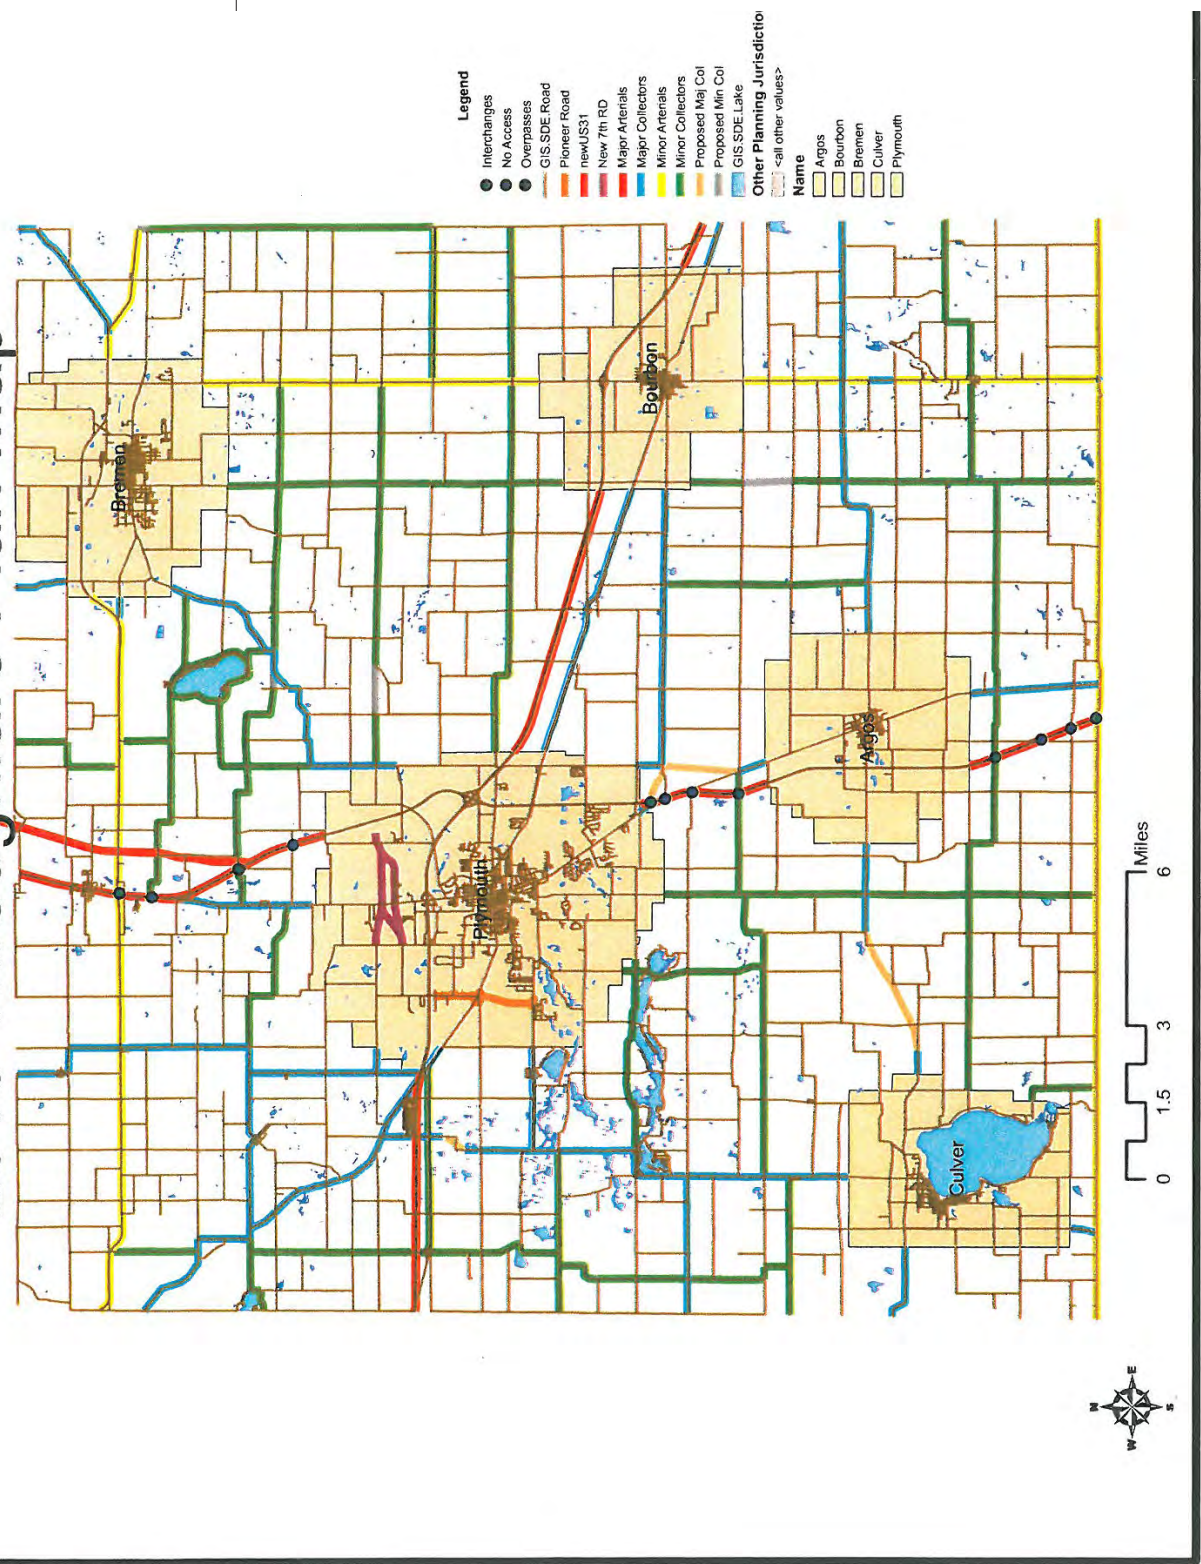 Legend
Interchanges
No Access
Overpasses
GIS.SDE.Road
Pioneer Road
newUS31
New 7th RD
Major Arterials
Major Collectors
Minor Arterials
Minor Collectors
Proposed Maj Col
Proposed Min Col
GIS.SDE.Lake
Other Planning Jurisdictio
<all other values>
Name
Argos
Bourbon
Bremen
Culver
Plymouth
Bremen
Bourbon
Plymouth
Argos
Culver
0 1.5 3 6
Miles
N
W E
S